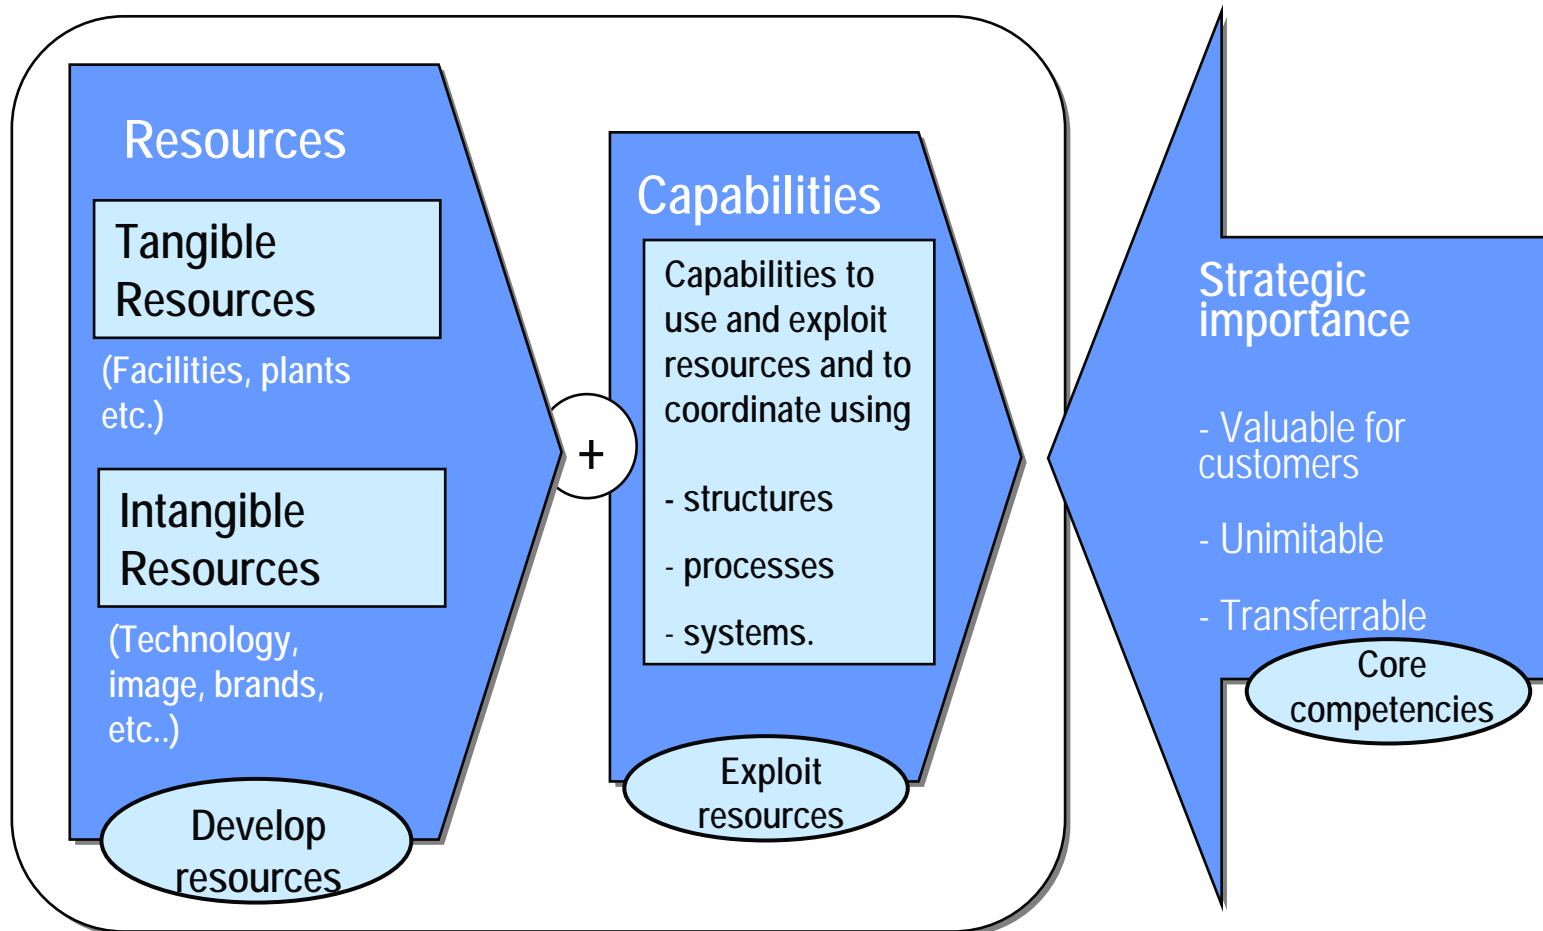 Resources
Tangible
Resources
(Facilities, plants
etc.)
Intangible
Resources
(Technology,
image, brands,
etc..)
Develop
resources
+
Capabilities
Capabilities to
use and exploit
resources and to
coordinate using
- structures
- processes
- systems.
Exploit
resources
Strategic
importance
- Valuable for
customers
- Unimitable
- Transferrable
Core
competencies